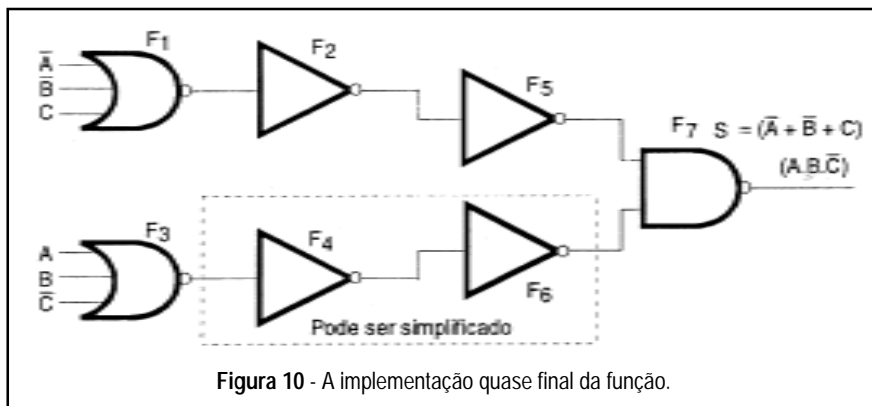 F1
A̅
B̅
C
F2
F5
F7 S = (A̅ + B̅ + C)
(A.B.C̅)
F3
A
B
C̅
F4
F6
Pode ser simplificado
Figura 10 - A implementação quase final da função.